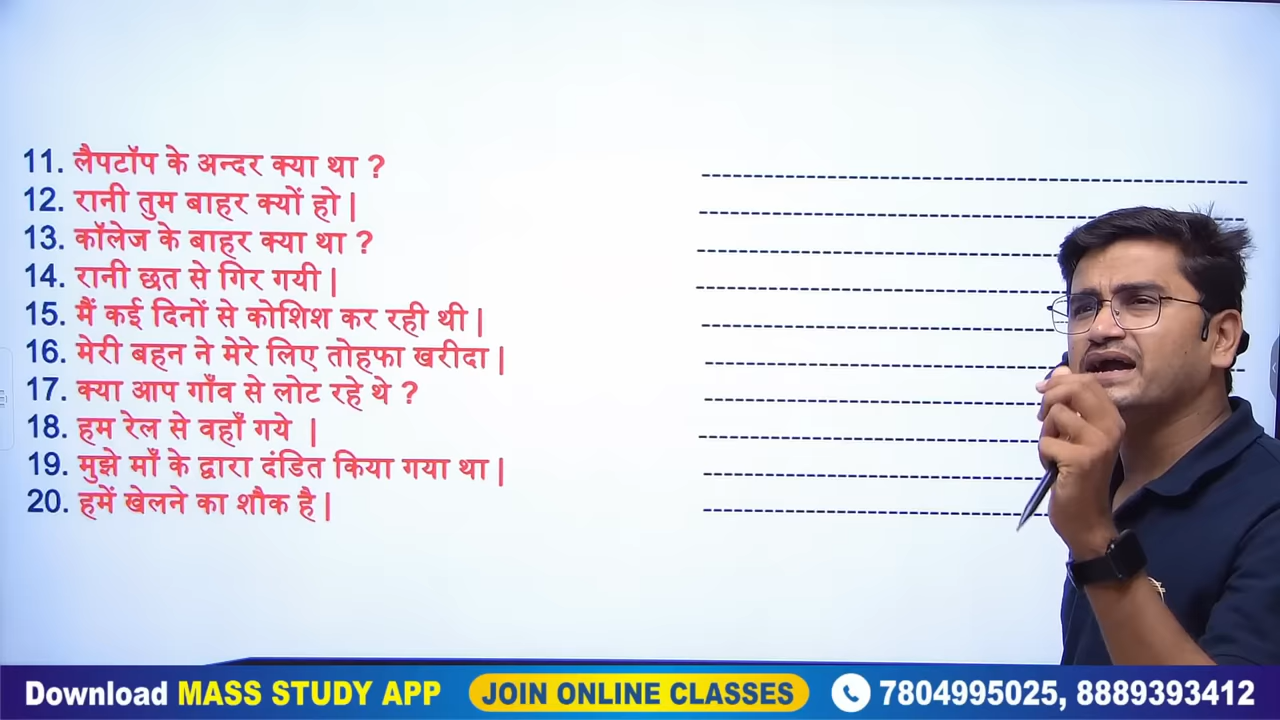 11. लैपटॉप के अन्दर क्या था ?
12. रानी तुम बाहर क्यों हो |
13. कॉलेज के बाहर क्या था ?
14. रानी छत से गिर गयी |
15. मैं कई दिनों से कोशिश कर रही थी |
16. मेरी बहन ने मेरे लिए तोहफा खरीदा |
17. क्या आप गाँव से लोट रहे थे ?
18. हम रेल से वहाँ गये |
19. मुझे माँ के द्वारा दंडित किया गया था |
20. हमें खेलने का शौक है |
Download MASS STUDY APP JOIN ONLINE CLASSES 7804995025, 8889393412